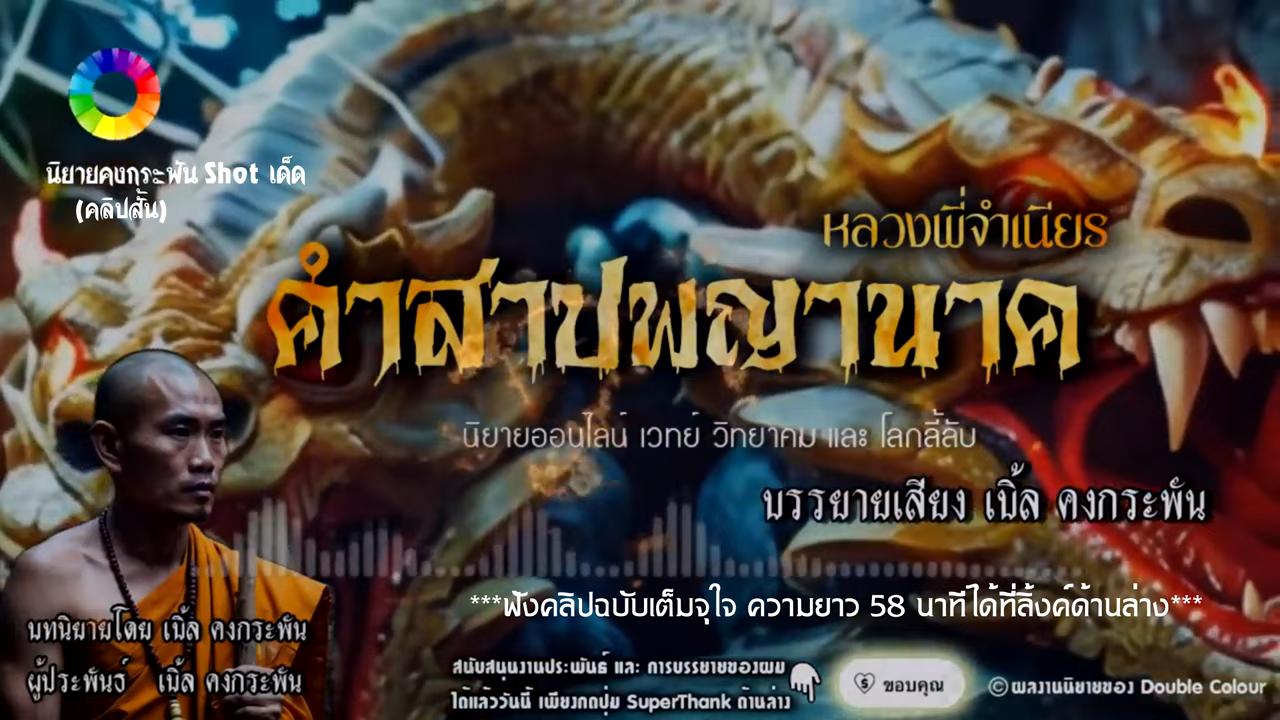 นิยายคงกระพัน Shot เด็ด
(คลิปสั้น)
หลวงพี่จำเนียร
คำสาปพญานาค
นิยายออนไลน์ เวทย์ วิทยาคม และ โลกลี้ลับ
บรรยายเสียง เบิ้ล คงกระพัน
***ฟังคลิปฉบับเต็มจุใจ ความยาว 58 นาทีได้ที่ลิ้งค์ด้านล่าง***
บทนิยายโดย เบิ้ล คงกระพัน
ผู้ประพันธ์ เบิ้ล คงกระพัน
สนับสนุนงานประพันธ์ และ การบรรยายของผม
ได้แล้ววันนี้ เพียงกดปุ่ม SuperThank ด้านล่าง
ขอบคุณ
©ผลงานนิยายของ Double Colour